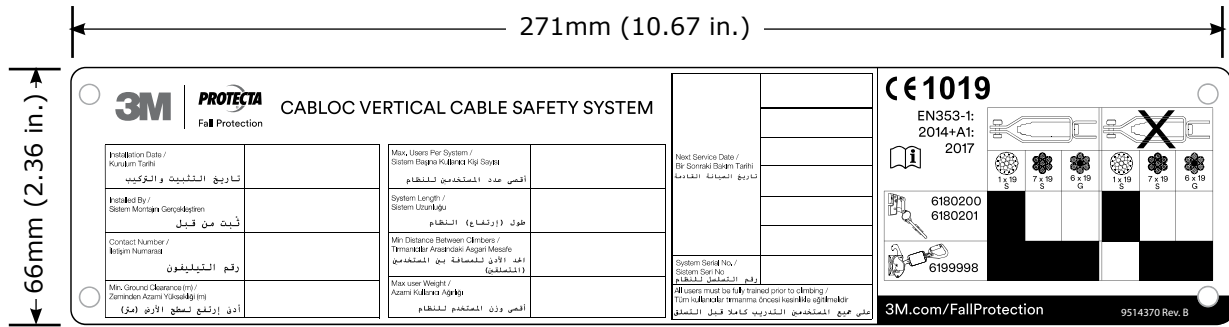 271mm (10.67 in.)
66mm (2.36 in.)
3M
PROTECTA
Fall Protection
CABLOC VERTICAL CABLE SAFETY SYSTEM
Installation Date /
Kurulum Tarihi
تاريخ التثبيت والتركيب
Installed By /
Sistem Montajını Gerçekleştiren
ثُبت من قبل
Contact Number /
İletişim Numarası
رقم التيليفون
Min. Ground Clearance (m) /
Zeminden Azami Yüksekliği (m)
أدنى إرتفع لسطح الأرض (متر)
Max, Users Per System /
Sistem Başına Kullanıcı Kişi Sayısı
أقصى عدد المستخدمين للنظام
System Length /
Sistem Uzunluğu
طول (إرتفاع) النظام
Min Distance Between Climbers /
Tırmanıcılar Arasındaki Asgari Mesafe
الحد الأدنى للمسافة بين المستخدمين
(المتسلقين)
Max user Weight /
Azami Kullanıcı Ağırlığı
أقصى وزن المستخدم للنظام
Next Service Date /
Bir Sonraki Bakım Tarihi
تاريخ الصيانة القادمة
System Serial No. /
Sistem Seri No
رقم التسلسل للنظام
All users must be fully trained prior to climbing /
Tüm kullanıcılar tırmanma öncesi kesinlikle eğitilmelidir
على جميع المستخدمين التدريب كاملا قبل التسلق
CE 1019
EN353-1:
2014+A1:
2017
1 x 19
S
7 x 19
S
6 x 19
G
1 x 19
S
7 x 19
S
6 x 19
G
6180200
6180201
6199998
3M.com/FallProtection
9514370 Rev. B